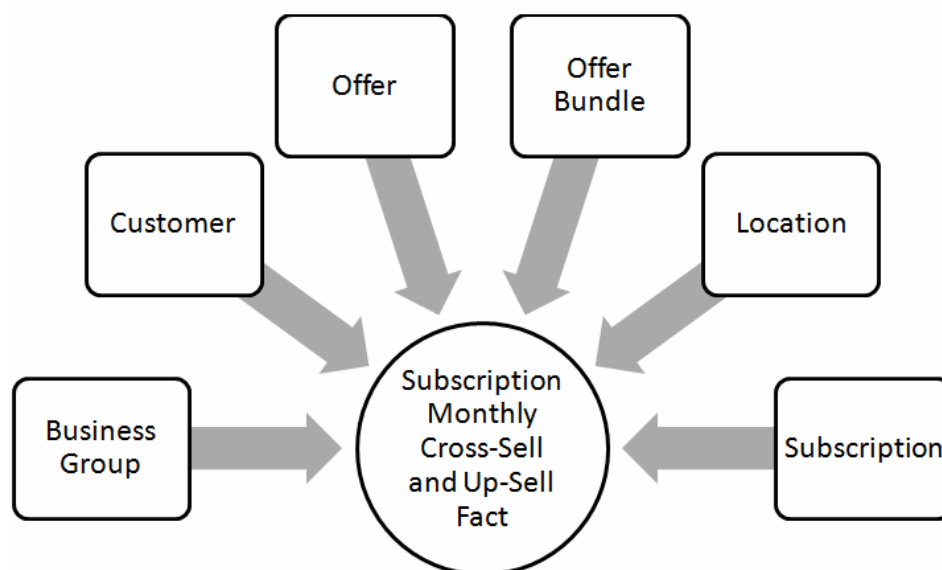 Offer
Offer
Bundle
Customer
Location
Business
Group
Subscription
Monthly
Cross-Sell
and Up-Sell
Fact
Subscription